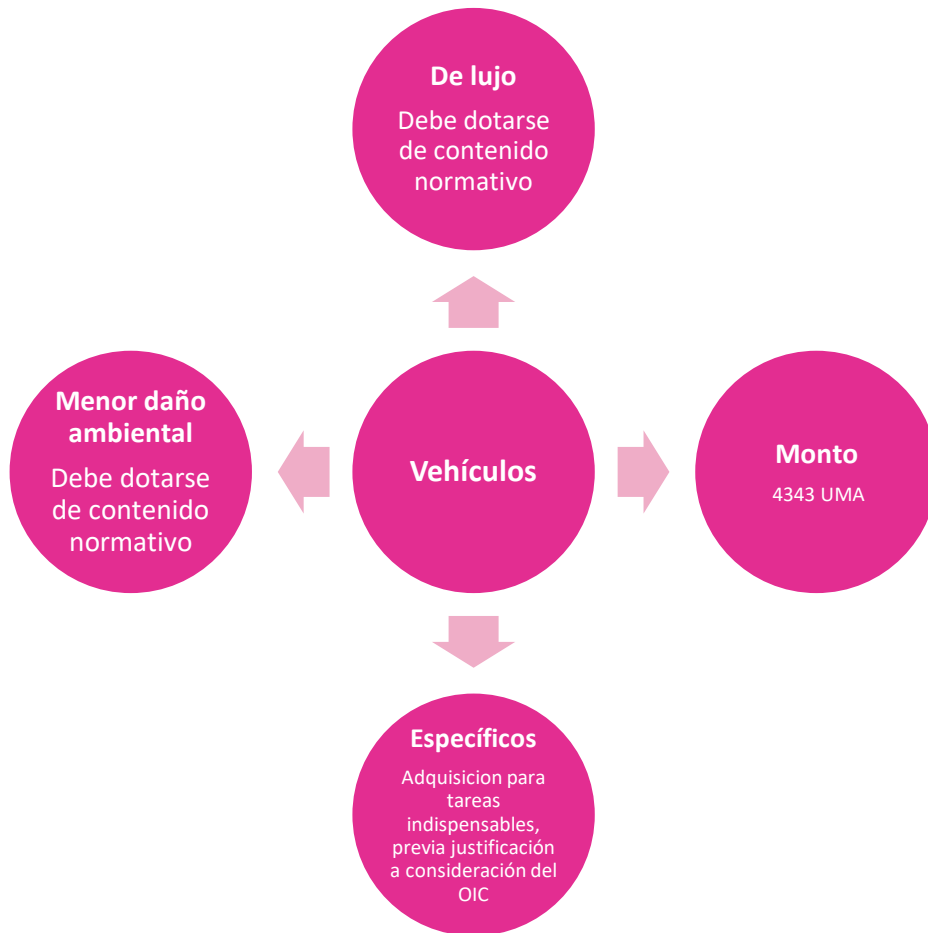 De lujo
Debe dotarse
de contenido
normativo
Menor daño
ambiental
Debe dotarse
de contenido
normativo
Vehículos
Monto
4343 UMA
Específicos
Adquisicion para
tareas
indispensables,
previa justificación
a consideración del
OIC